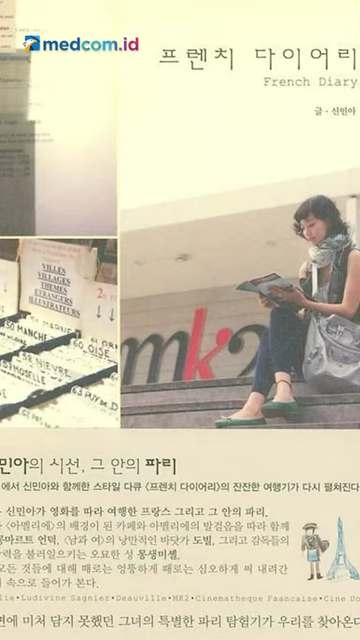 medcom.id
프렌치 다이어리
French Diary
글 · 신민아
VILLES
VILLAGES
THEMES
ETRANGERS
ILLUSTRATEURS
MANCHE
OISE
NIEVRE
mk2
민아의 시선, 그 안의 파리
에서 신민아와 함께한 스타일 다큐 〈프렌치 다이어리〉의 잔잔한 여행기가 다시 펼쳐진다
신민아가 영화를 따라 여행한 프랑스 그리고 그 안의 파리.
〈아멜리에〉의 배경이 된 카페와 아멜리에의 발걸음을 따라 함께
몽마르트 언덕, 〈남과 여〉의 낭만적인 바닷가 도빌, 그리고 감독들의
력을 불러일으키는 오묘한 성 몽생미셸.
모든 것들에 대해 때로는 엉뚱하게 때로는 심오하게 써 내려간
속으로 들어가 본다.
lie • Ludivine Sagnier • Deauville • MK2 • Cinematheque Faancaise • Cine Do
면에 미처 담지 못했던 그녀의 특별한 파리 탐험기가 우리를 찾아온다